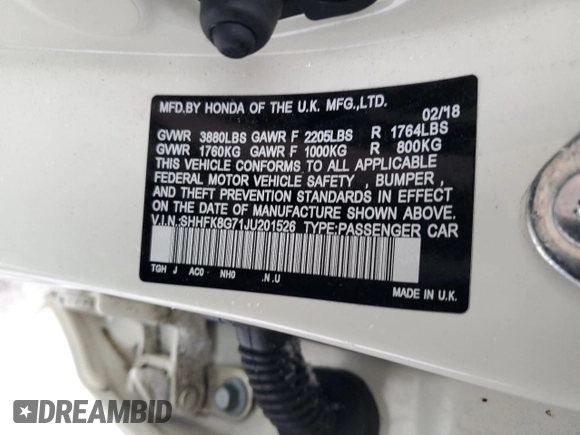 MFD.BY HONDA OF THE U.K. MFG.,LTD.
02/18
GVWR 3880LBS GAWR F 2205LBS R 1764LBS
GVWR 1760KG GAWR F 1000KG R 800KG
THIS VEHICLE CONFORMS TO ALL APPLICABLE
FEDERAL MOTOR VEHICLE SAFETY , BUMPER ,
AND THEFT PREVENTION STANDARDS IN EFFECT
ON THE DATE OF MANUFACTURE SHOWN ABOVE.
V.I.N.:SHHFK8G71JU201526 TYPE:PASSENGER CAR
TGH J AC0 NH0 .N.U
MADE IN U.K.
DREAMBID